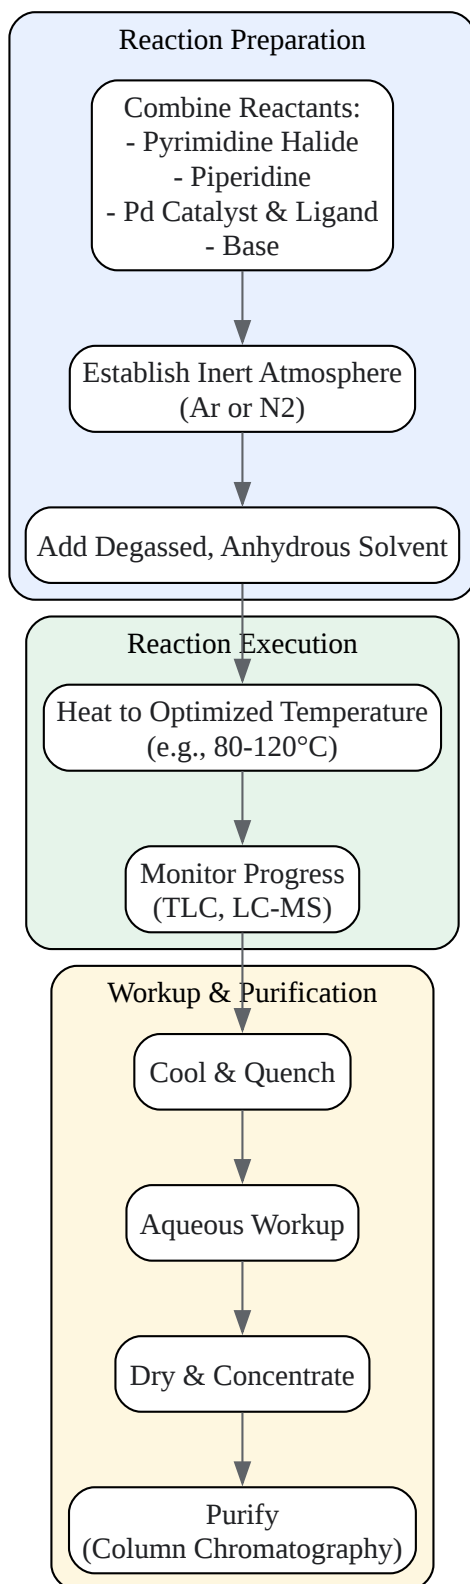 Reaction Preparation
Combine Reactants:
- Pyrimidine Halide
- Piperidine
- Pd Catalyst & Ligand
- Base
Establish Inert Atmosphere
(Ar or N2)
Add Degassed, Anhydrous Solvent
Reaction Execution
Heat to Optimized Temperature
(e.g., 80-120°C)
Monitor Progress
(TLC, LC-MS)
Workup & Purification
Cool & Quench
Aqueous Workup
Dry & Concentrate
Purify
(Column Chromatography)